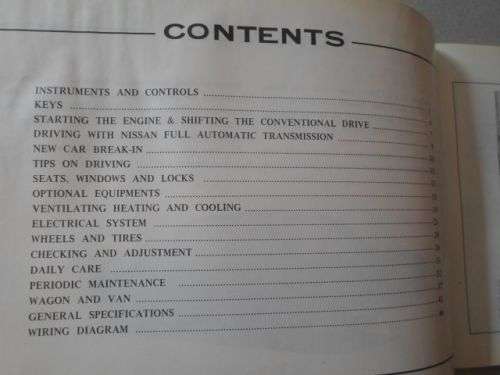 CONTENTS
INSTRUMENTS AND CONTROLS
KEYS
STARTING THE ENGINE & SHIFTING THE CONVENTIONAL DRIVE
DRIVING WITH NISSAN FULL AUTOMATIC TRANSMISSION
NEW CAR BREAK-IN
TIPS ON DRIVING
SEATS, WINDOWS AND LOCKS
OPTIONAL EQUIPMENTS
VENTILATING HEATING AND COOLING
ELECTRICAL SYSTEM
WHEELS AND TIRES
CHECKING AND ADJUSTMENT
DAILY CARE
PERIODIC MAINTENANCE
WAGON AND VAN
GENERAL SPECIFICATIONS
WIRING DIAGRAM